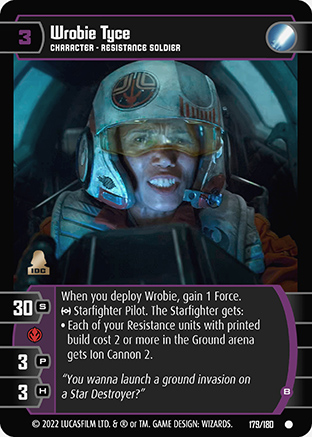 3
Wrobie Tyce
CHARACTER - RESISTANCE SOLDIER
100
30 S
3 P
3 H
When you deploy Wrobie, gain 1 Force.
Starfighter Pilot. The Starfighter gets:
• Each of your Resistance units with printed
build cost 2 or more in the Ground arena
gets Ion Cannon 2.
“You wanna launch a ground invasion on
a Star Destroyer?”
B
© 2022 LUCASFILM LTD. & ® or TM. GAME DESIGN: WIZARDS. 179/180